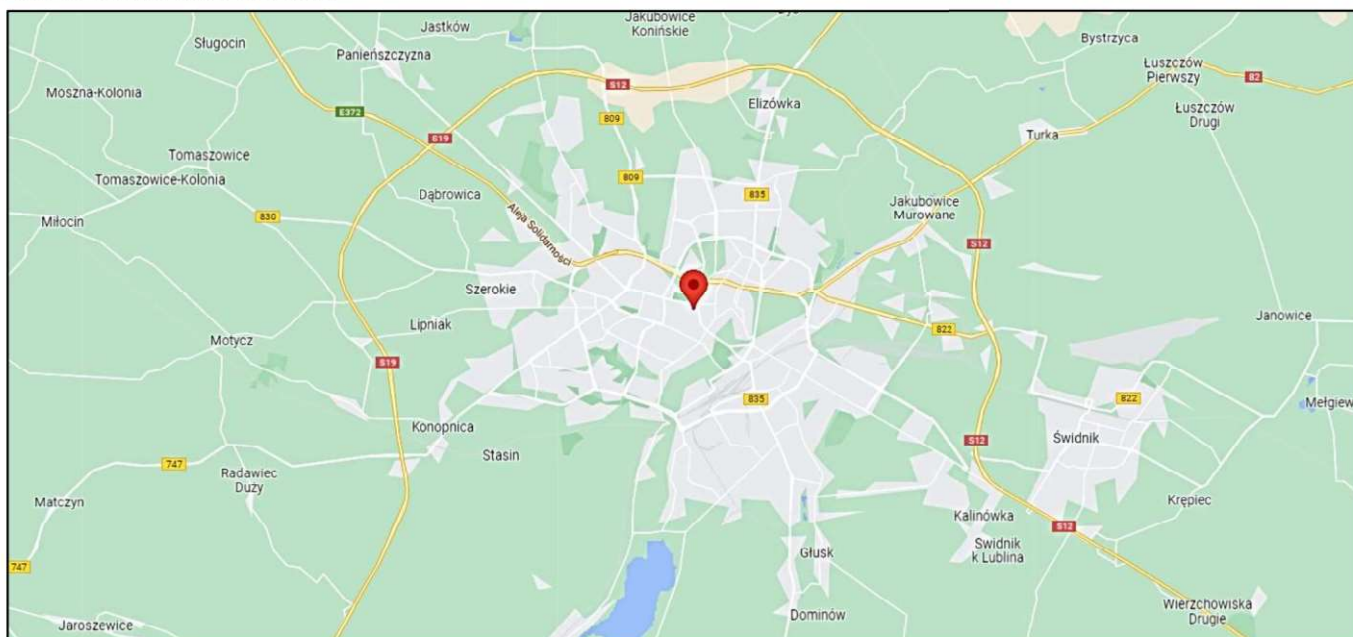 Jastków
Jakubowice
Konińskie
Sługocin
Panieńszczyzna
Bystrzyca
Łuszczów
Pierwszy
82
Moszna-Kolonia
S12
Elizówka
E372
809
Łuszczów
Drugi
S19
Turka
Tomaszowice
Tomaszowice-Kolonia
809
835
Dąbrowica
Jakubowice
Murowane
Miłocin
830
Aleja Solidarności
S12
Szerokie
Janowice
Lipniak
822
Motycz
S19
835
822
Mełgiew
Konopnica
Świdnik
S12
Stasin
747
Radawiec
Duży
Matczyn
Krępiec
Kalinówka
S12
Świdnik
k Lublina
Głusk
747
Wierzchowiska
Drugie
Dominów
Jaroszewice